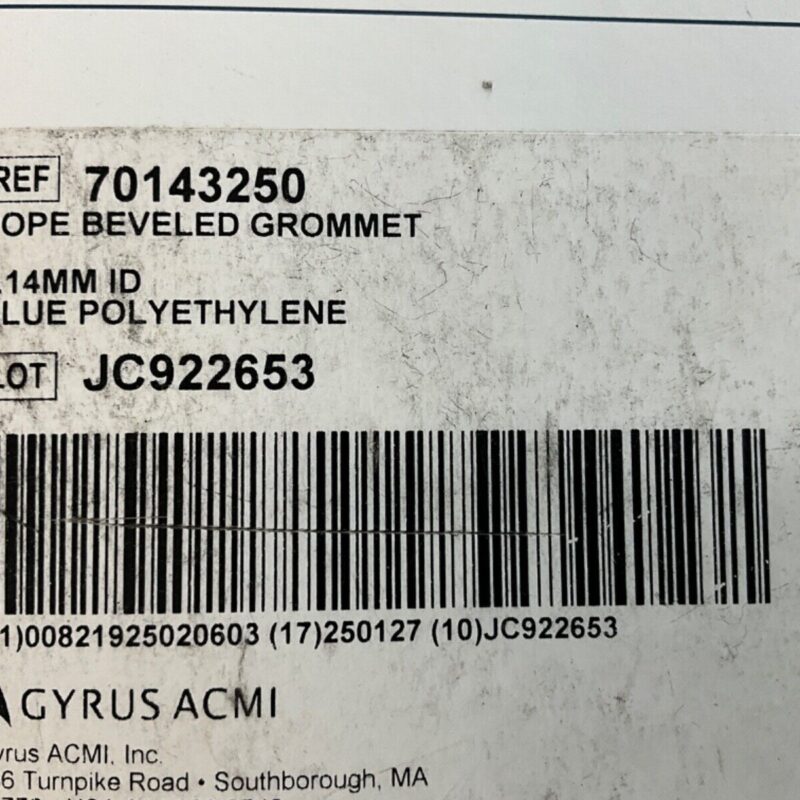 REF 70143250
OPE BEVELED GROMMET
.14MM ID
LUE POLYETHYLENE
LOT JC922653
1)00821925020603 (17)250127 (10)JC922653
GYRUS ACMI
yrus ACMI, Inc.
6 Turnpike Road • Southborough, MA